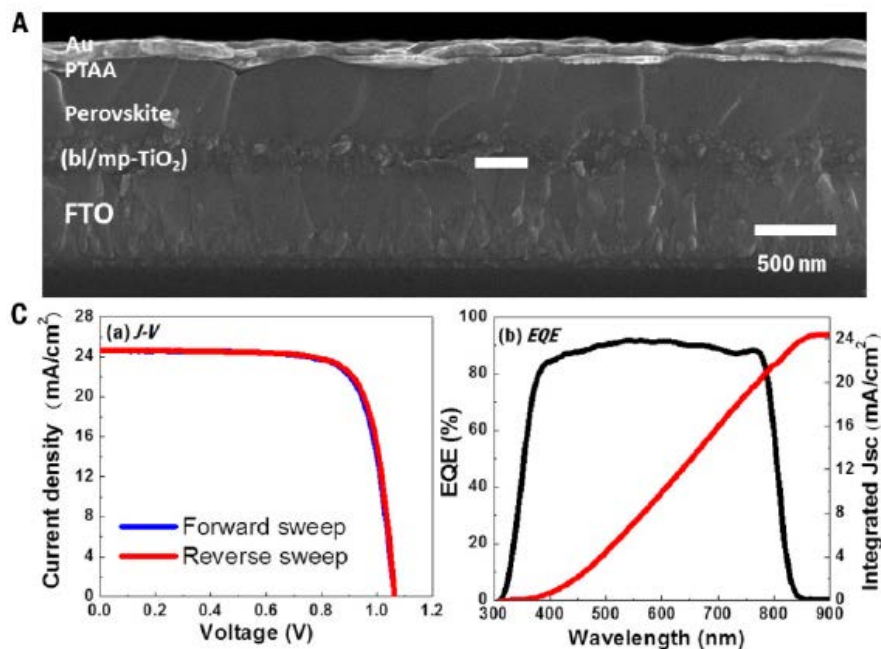 A
Au
PTAA
Perovskite
(bl/mp-TiO₂)
FTO
500 nm
C
(a) J-V
Current density (mA/cm²)
28
24
20
16
12
8
4
0
0.0 0.2 0.4 0.6 0.8 1.0 1.2
Voltage (V)
Forward sweep
Reverse sweep
(b) EQE
EQE (%)
100
80
60
40
20
0
300 400 500 600 700 800 900
Wavelength (nm)
24
20
16
12
8
4
0
Integrated Jsc (mA/cm²)